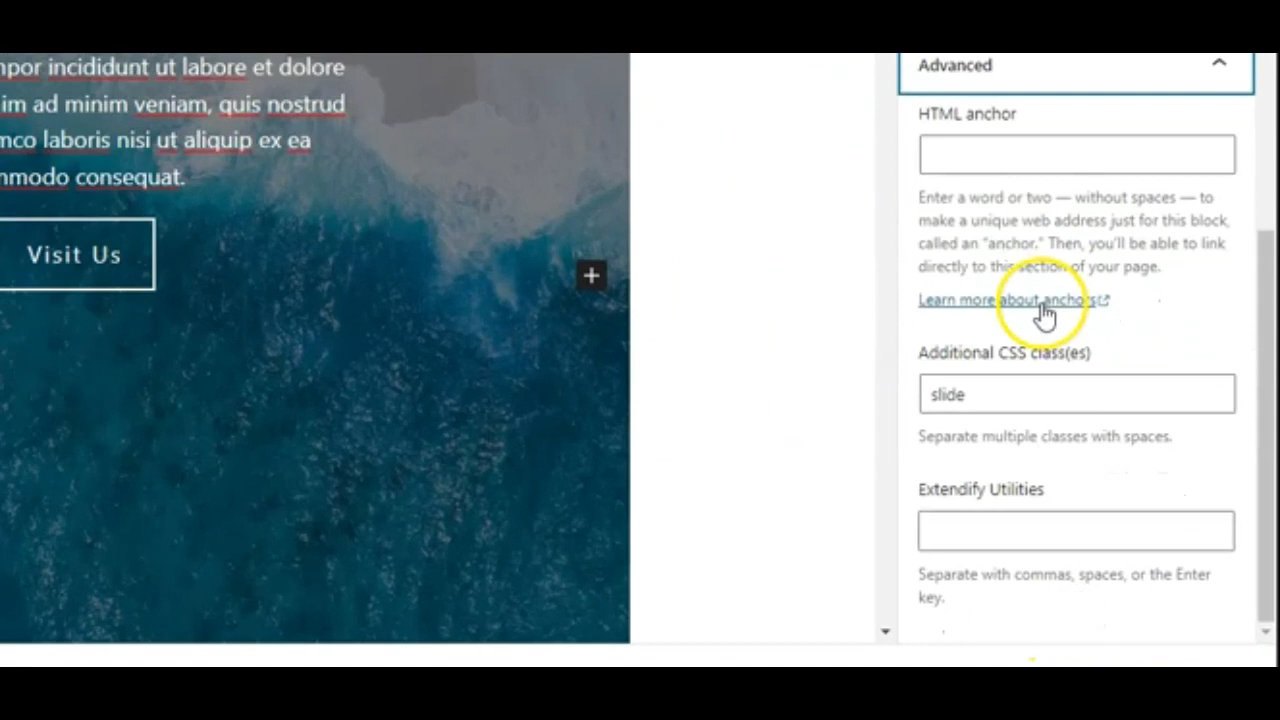 mpor incididunt ut labore et dolore
im ad minim veniam, quis nostrud
mco laboris nisi ut aliquip ex ea
mmodo consequat.
Visit Us
Advanced
HTML anchor
Enter a word or two — without spaces — to
make a unique web address just for this block,
called an “anchor.” Then, you’ll be able to link
directly to this section of your page.
Learn more about anchors
Additional CSS class(es)
slide
Separate multiple classes with spaces.
Extendify Utilities
Separate with commas, spaces, or the Enter
key.